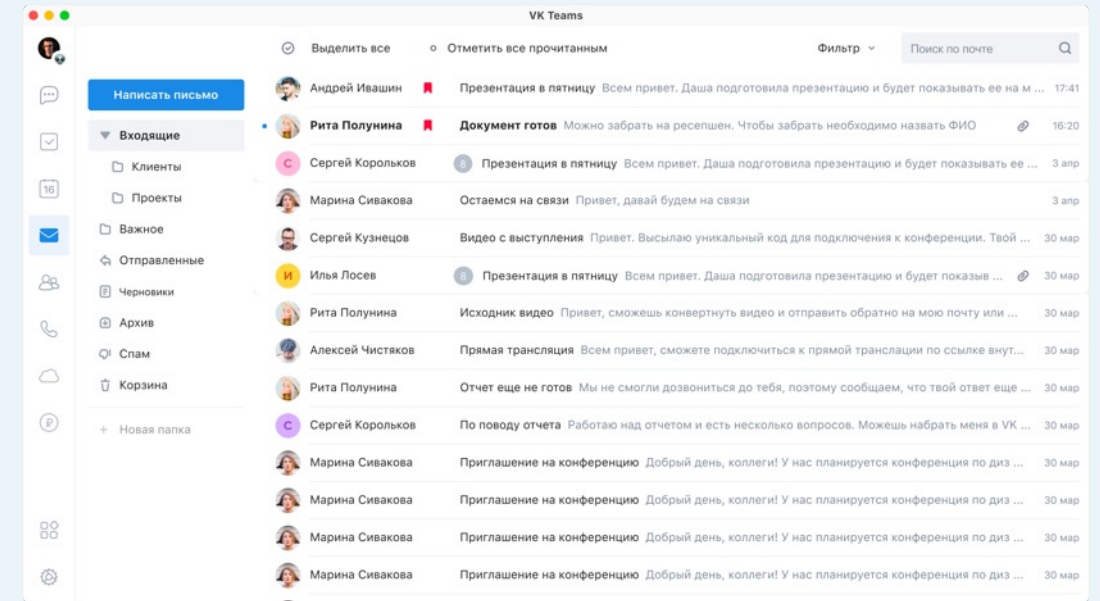 VK Teams
Выделить все Отметить все прочитанным Фильтр Поиск по почте
Написать письмо
Входящие
Клиенты
Проекты
Важное
Отправленные
Черновики
Архив
Спам
Корзина
+ Новая папка
16
Андрей Ивашин Презентация в пятницу Всем привет. Даша подготовила презентацию и будет показывать ее на м ... 17:41
Рита Полунина Документ готов Можно забрать на ресепшен. Чтобы забрать необходимо назвать ФИО 16:20
С Сергей Корольков 8 Презентация в пятницу Всем привет. Даша подготовила презентацию и будет показывать ее ... 3 апр
Марина Сивакова Остаемся на связи Привет, давай будем на связи 3 апр
Сергей Кузнецов Видео с выступления Привет. Высылаю уникальный код для подключения к конференции. Твой ... 30 мар
И Илья Лосев 8 Презентация в пятницу Всем привет. Даша подготовила презентацию и будет показыв ... 30 мар
Рита Полунина Исходник видео Привет, сможешь конвертнуть видео и отправить обратно на мою почту или ... 30 мар
Алексей Чистяков Прямая трансляция Всем привет, сможете подключиться к прямой транслации по ссылке внут... 30 мар
Рита Полунина Отчет еще не готов Мы не смогли дозвониться до тебя, поэтому сообщаем, что твой ответ еще ... 30 мар
С Сергей Корольков По поводу отчета Работаю над отчетом и есть несколько вопросов. Можешь набрать меня в VK ... 30 мар
Марина Сивакова Приглашение на конференцию Добрый день, коллеги! У нас планируется конференция по диз ... 30 мар
Марина Сивакова Приглашение на конференцию Добрый день, коллеги! У нас планируется конференция по диз ... 30 мар
Марина Сивакова Приглашение на конференцию Добрый день, коллеги! У нас планируется конференция по диз ... 30 мар
Марина Сивакова Приглашение на конференцию Добрый день, коллеги! У нас планируется конференция по диз ... 30 мар